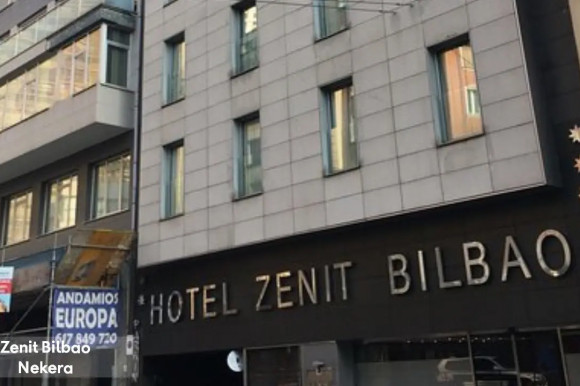 HOTEL ZENIT BILBAO
ANDAMIOS
EUROPA
617 849 720
Zenit Bilbao
Nekera